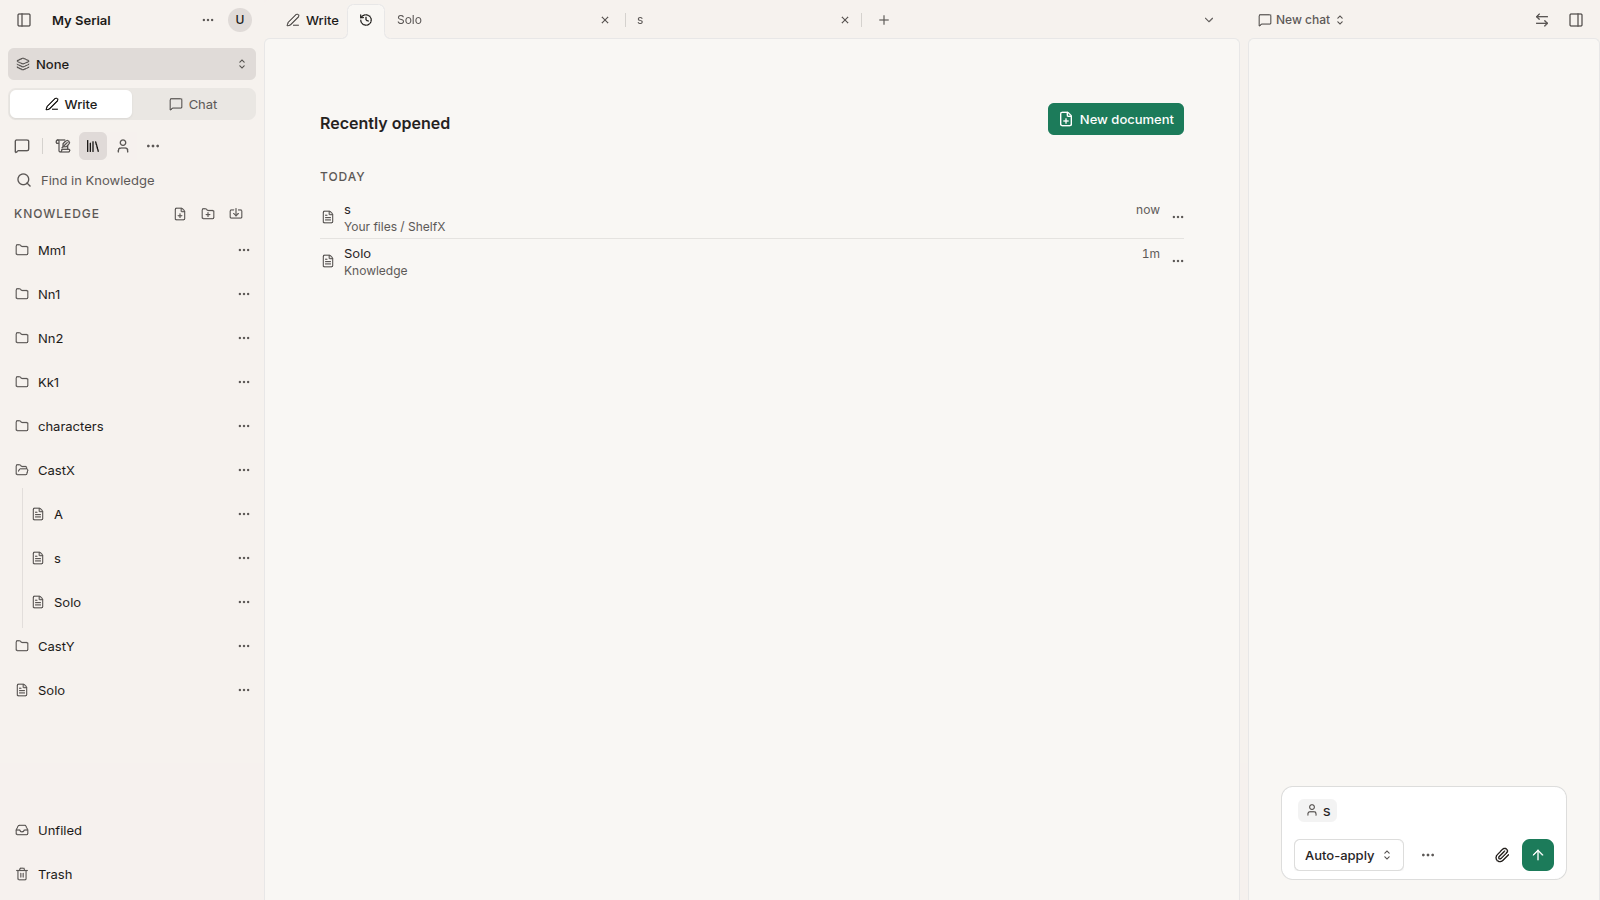 My Serial
U
None
Write
Chat
Find in Knowledge
KNOWLEDGE
Mm1
Nn1
Nn2
Kk1
characters
CastX
A
s
Solo
CastY
Solo
Unfiled
Trash
Write
Solo
s
Recently opened
New document
TODAY
s
now
Your files / ShelfX
Solo
1m
Knowledge
New chat
s
Auto-apply